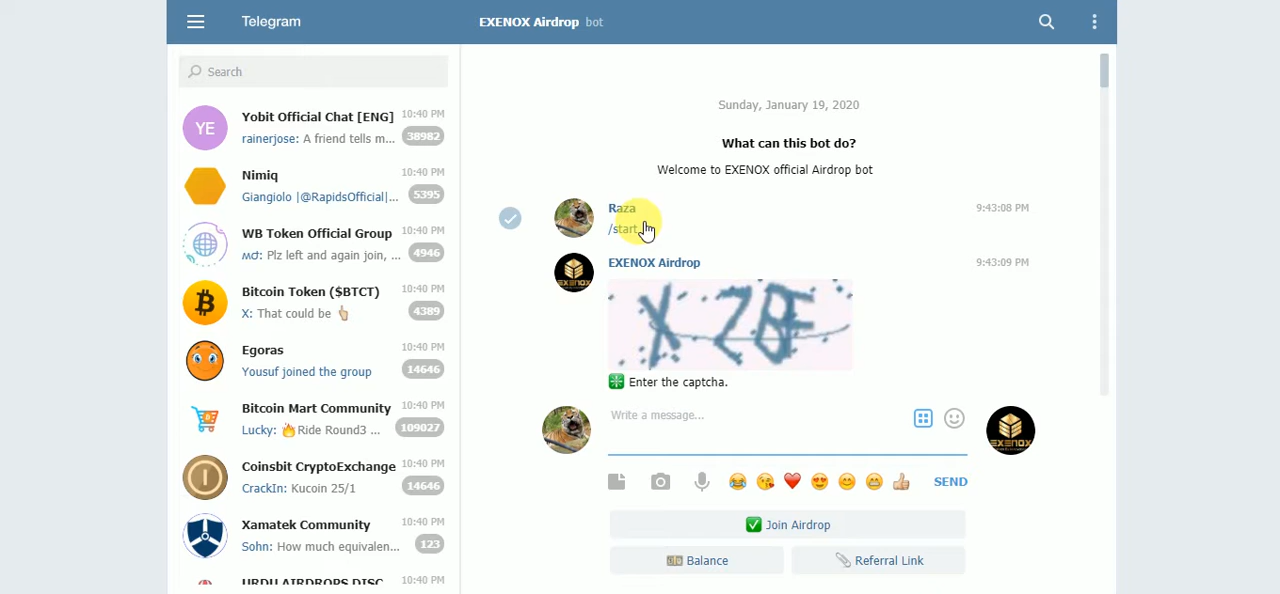 Telegram
EXENOX Airdrop bot
Search
Yobit Official Chat [ENG] 10:40 PM
rainerjose: A friend tells m... 38982
Nimiq 10:40 PM
Giangiolo |@RapidsOfficial|... 5395
WB Token Official Group 10:40 PM
Plz left and again join, ... 4946
Bitcoin Token ($BTCT) 10:40 PM
X: That could be 👆🏼 4389
Egoras 10:40 PM
Yousuf joined the group 14646
Bitcoin Mart Community 10:40 PM
Lucky: 🔥Ride Round3 ... 109027
Coinsbit CryptoExchange 10:40 PM
CrackIn: Kucoin 25/1 14646
Xamatek Community 10:40 PM
Sohn: How much equivalen... 123
URDU AIRDROPS DISC 10:40 PM
YE
Sunday, January 19, 2020
What can this bot do?
Welcome to EXENOX official Airdrop bot
Raza 9:43:08 PM
/start
EXENOX Airdrop 9:43:09 PM
❇️ Enter the captcha.
Write a message...
SEND
✅ Join Airdrop
💵 Balance
📎 Referral Link